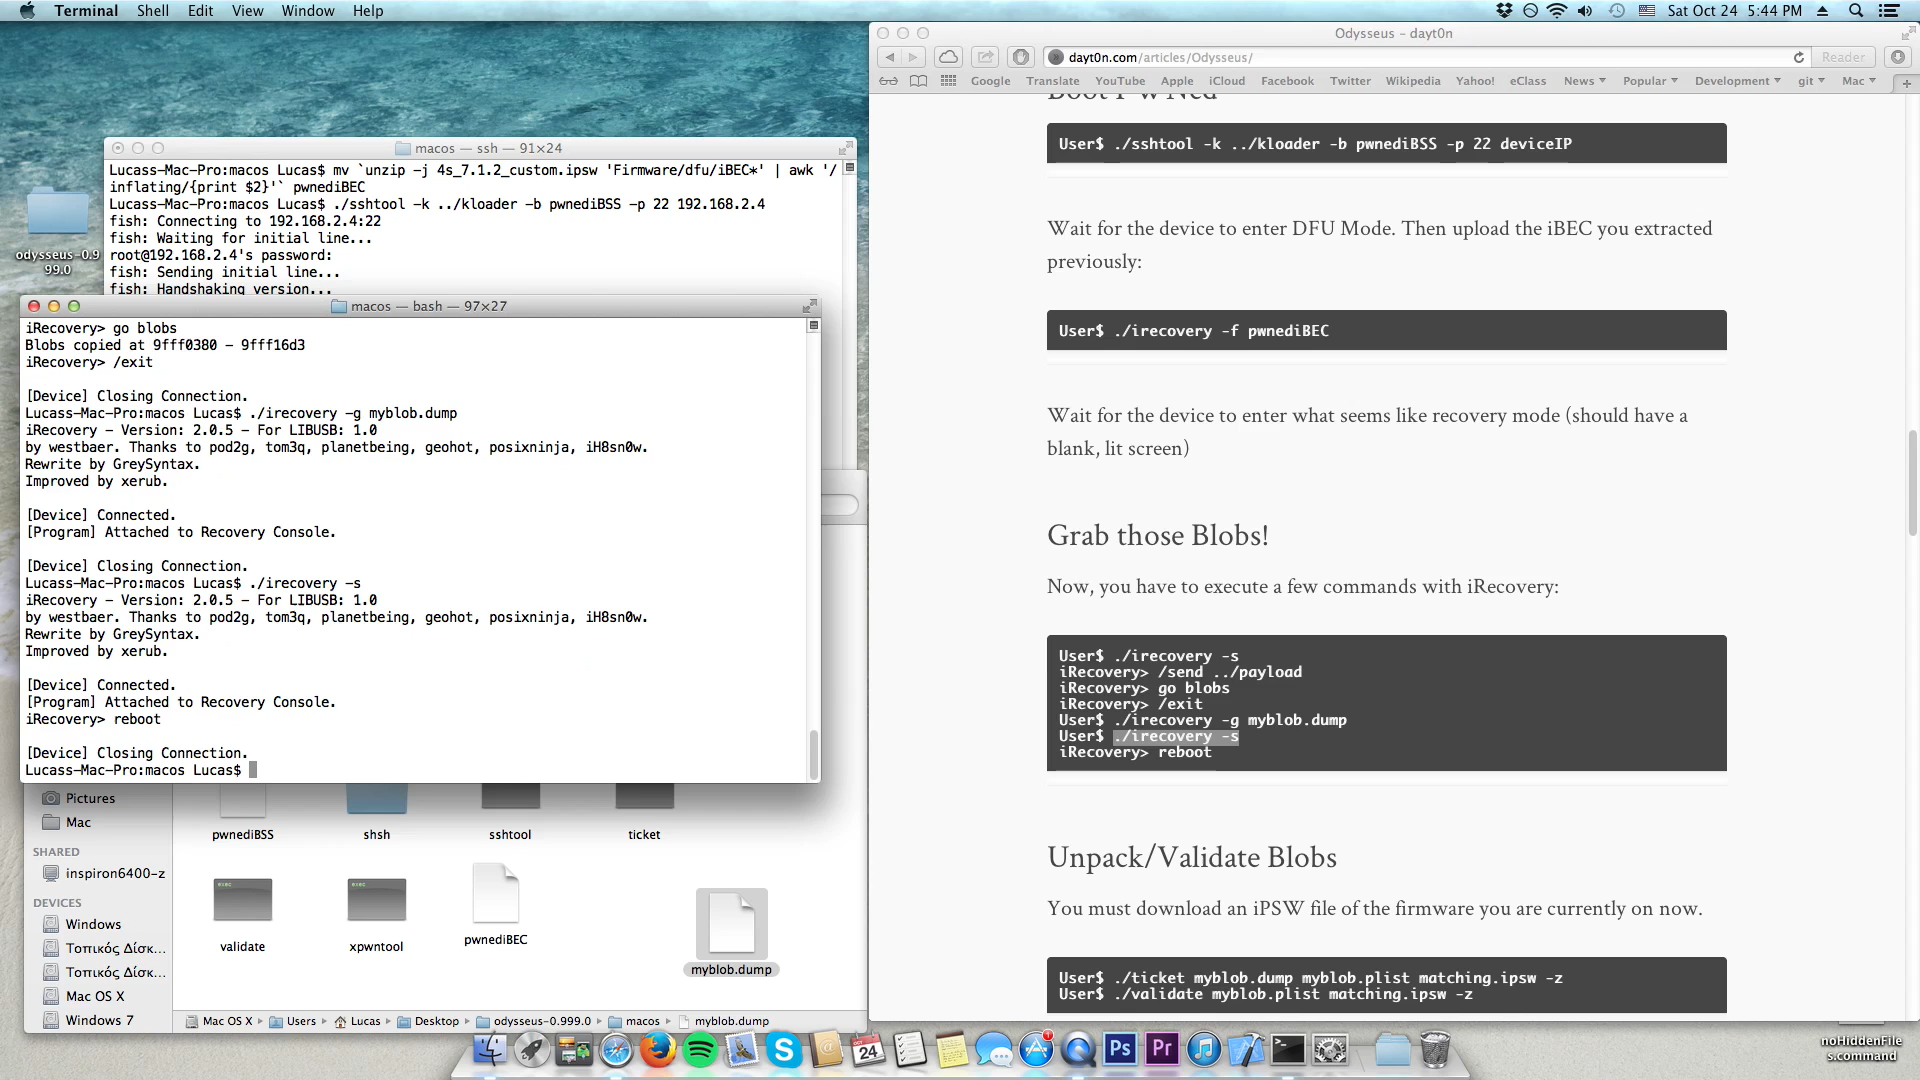 Terminal Shell Edit View Window Help
Sat Oct 24 5:44 PM
odysseus-0.9
99.0
macos — ssh — 91×24
Lucass-Mac-Pro:macos Lucas$ mv `unzip -j 4s_7.1.2_custom.ipsw 'Firmware/dfu/iBEC*' | awk '/
inflating/{print $2}'` pwnediBEC
Lucass-Mac-Pro:macos Lucas$ ./sshtool -k ../kloader -b pwnediBSS -p 22 192.168.2.4
fish: Connecting to 192.168.2.4:22
fish: Waiting for initial line...
root@192.168.2.4's password:
fish: Sending initial line...
fish: Handshaking version...
macos — bash — 97×27
iRecovery> go blobs
Blobs copied at 9fff0380 - 9fff16d3
iRecovery> /exit
[Device] Closing Connection.
Lucass-Mac-Pro:macos Lucas$ ./irecovery -g myblob.dump
iRecovery - Version: 2.0.5 - For LIBUSB: 1.0
by westbaer. Thanks to pod2g, tom3q, planetbeing, geohot, posixninja, iH8sn0w.
Rewrite by GreySyntax.
Improved by xerub.
[Device] Connected.
[Program] Attached to Recovery Console.
[Device] Closing Connection.
Lucass-Mac-Pro:macos Lucas$ ./irecovery -s
iRecovery - Version: 2.0.5 - For LIBUSB: 1.0
by westbaer. Thanks to pod2g, tom3q, planetbeing, geohot, posixninja, iH8sn0w.
Rewrite by GreySyntax.
Improved by xerub.
[Device] Connected.
[Program] Attached to Recovery Console.
iRecovery> reboot
[Device] Closing Connection.
Lucass-Mac-Pro:macos Lucas$
Pictures
Mac
SHARED
inspiron6400-z
DEVICES
Windows
Τοπικός Δίσκ...
Τοπικός Δίσκ...
Mac OS X
Windows 7
pwnediBSS
shsh
sshtool
ticket
exec
validate
exec
xpwntool
pwnediBEC
myblob.dump
Mac OS X Users Lucas Desktop odysseus-0.999.0 macos myblob.dump
Odysseus - dayt0n
dayt0n.com/articles/Odysseus/
Reader
Google Translate YouTube Apple iCloud Facebook Twitter Wikipedia Yahoo! eClass News Popular Development git Mac
Boot PwNed
User$ ./sshtool -k ../kloader -b pwnediBSS -p 22 deviceIP
Wait for the device to enter DFU Mode. Then upload the iBEC you extracted
previously:
User$ ./irecovery -f pwnediBEC
Wait for the device to enter what seems like recovery mode (should have a
blank, lit screen)
Grab those Blobs!
Now, you have to execute a few commands with iRecovery:
User$ ./irecovery -s
iRecovery> /send ../payload
iRecovery> go blobs
iRecovery> /exit
User$ ./irecovery -g myblob.dump
User$ ./irecovery -s
iRecovery> reboot
Unpack/Validate Blobs
You must download an iPSW file of the firmware you are currently on now.
User$ ./ticket myblob.dump myblob.plist matching.ipsw -z
User$ ./validate myblob.plist matching.ipsw -z
OCT
24
1
Ps
Pr
noHiddenFile
s.command